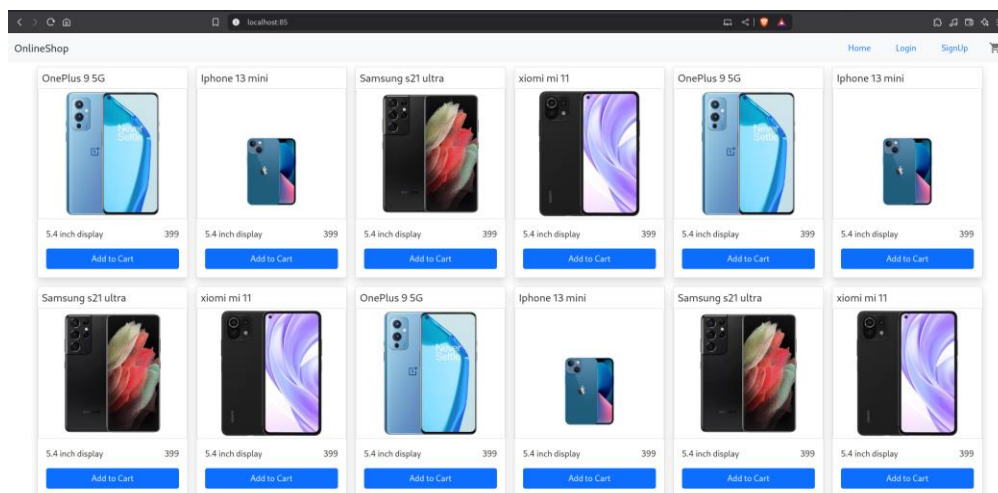 localhost:85
OnlineShop Home Login SignUp
OnePlus 9 5G Iphone 13 mini Samsung s21 ultra xiomi mi 11 OnePlus 9 5G Iphone 13 mini
Never Settle Never Settle
5.4 inch display 399 5.4 inch display 399 5.4 inch display 399 5.4 inch display 399 5.4 inch display 399 5.4 inch display 399
Add to Cart Add to Cart Add to Cart Add to Cart Add to Cart Add to Cart
Samsung s21 ultra xiomi mi 11 OnePlus 9 5G Iphone 13 mini Samsung s21 ultra xiomi mi 11
Never Settle
5.4 inch display 399 5.4 inch display 399 5.4 inch display 399 5.4 inch display 399 5.4 inch display 399 5.4 inch display 399
Add to Cart Add to Cart Add to Cart Add to Cart Add to Cart Add to Cart